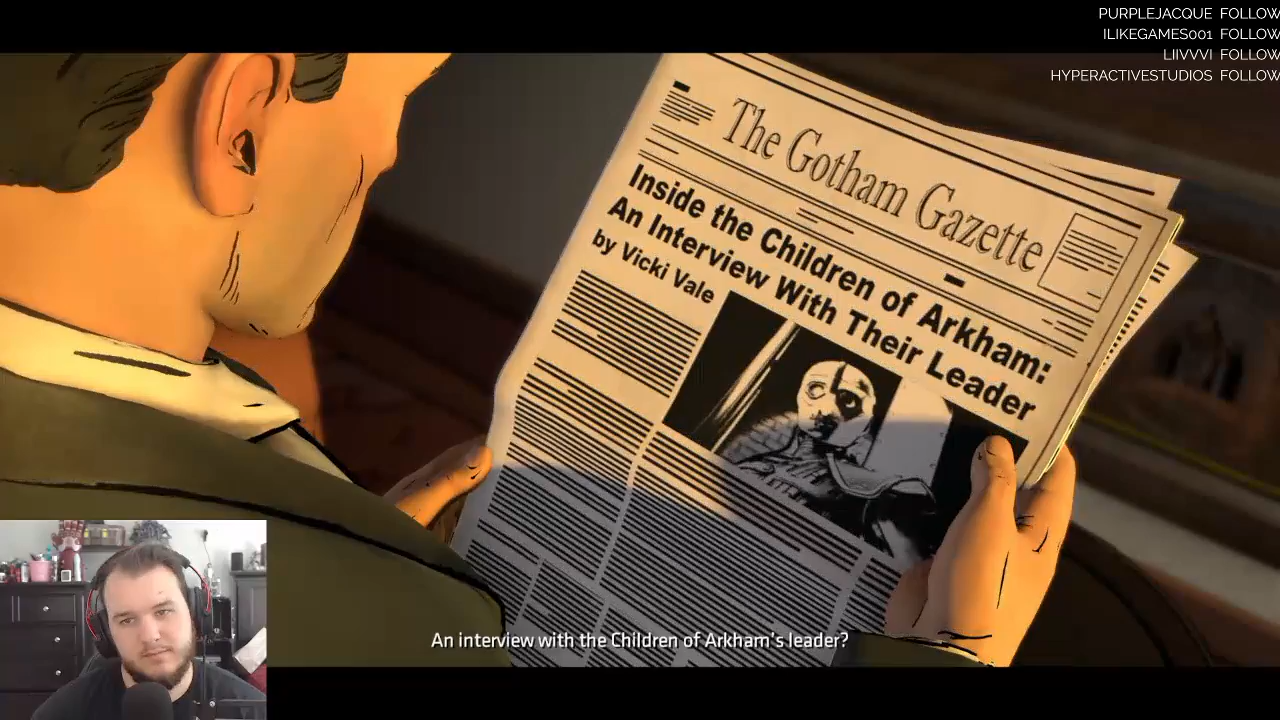 PURPLEJACQUE FOLLOW
ILIKEGAMES001 FOLLOW
LIIVVVI FOLLOW
HYPERACTIVESTUDIOS FOLLOW
The Gotham Gazette
Inside the Children of Arkham:
An Interview With Their Leader
by Vicki Vale
An interview with the Children of Arkham's leader?